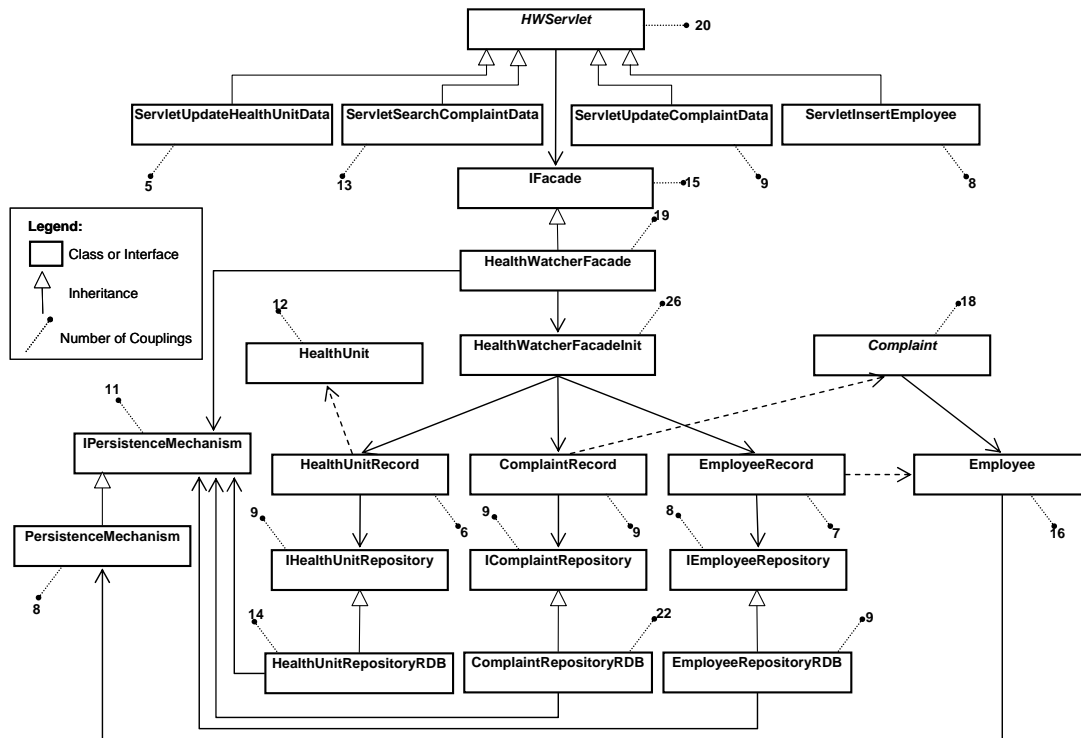 HWServlet
20
ServletUpdateHealthUnitData
ServletSearchComplaintData
ServletUpdateComplaintData
ServletInsertEmployee
5
13
9
8
IFacade
15
19
HealthWatcherFacade
Legend:
Class or Interface
Inheritance
Number of Couplings
12
26
18
HealthUnit
HealthWatcherFacadeInit
Complaint
11
IPersistenceMechanism
HealthUnitRecord
ComplaintRecord
EmployeeRecord
Employee
9
6
9
9
8
7
16
PersistenceMechanism
IHealthUnitRepository
IComplaintRepository
IEmployeeRepository
8
14
22
9
HealthUnitRepositoryRDB
ComplaintRepositoryRDB
EmployeeRepositoryRDB